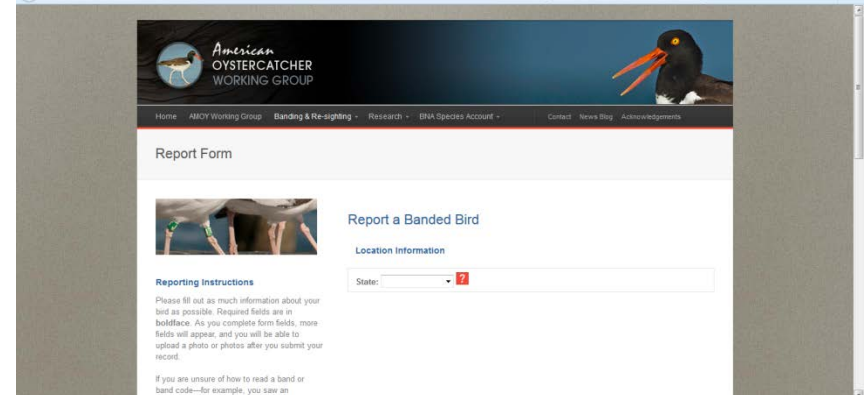 American
OYSTERCATCHER
WORKING GROUP
Home AMOY Working Group Banding & Re-sighting Research BNA Species Account Contact News Blog Acknowledgements
Report Form
Report a Banded Bird
Location Information
State: ?
Reporting Instructions
Please fill out as much information about your
bird as possible. Required fields are in
boldface. As you complete form fields, more
fields will appear, and you will be able to
upload a photo or photos after you submit your
record.
If you are unsure of how to read a band or
band code—for example, you saw an